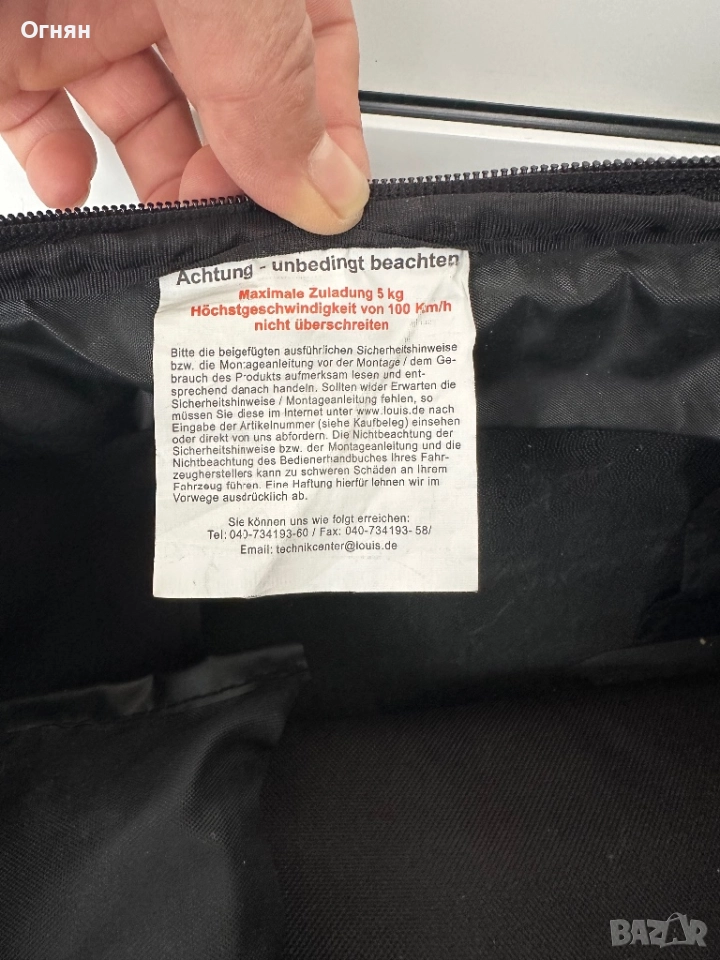 Огнян
Achtung - unbedingt beachten
Maximale Zuladung 5 kg
Höchstgeschwindigkeit von 100 Km/h
nicht überschreiten
Bitte die beigefügten ausführlichen Sicherheitshinweise
bzw. die Montageanleitung vor der Montage / dem Ge-
brauch des Produkts aufmerksam lesen und ent-
sprechend danach handeln. Sollten wider Erwarten die
Sicherheitshinweise / Montageanleitung fehlen, so
müssen Sie diese im Internet unter www.louis.de nach
Eingabe der Artikelnummer (siehe Kaufbeleg) einsehen
oder direkt von uns abfordern. Die Nichtbeachtung der
Sicherheitshinweise bzw. der Montageanleitung und die
Nichtbeachtung des Bedienerhandbuches Ihres Fahr-
zeugherstellers kann zu schweren Schäden an Ihrem
Fahrzeug führen. Eine Haftung hierfür lehnen wir im
Vorwege ausdrücklich ab.
Sie können uns wie folgt erreichen:
Tel: 040-734193-60 / Fax: 040-734193- 58/
Email: technikcenter@louis.de
BAZAR